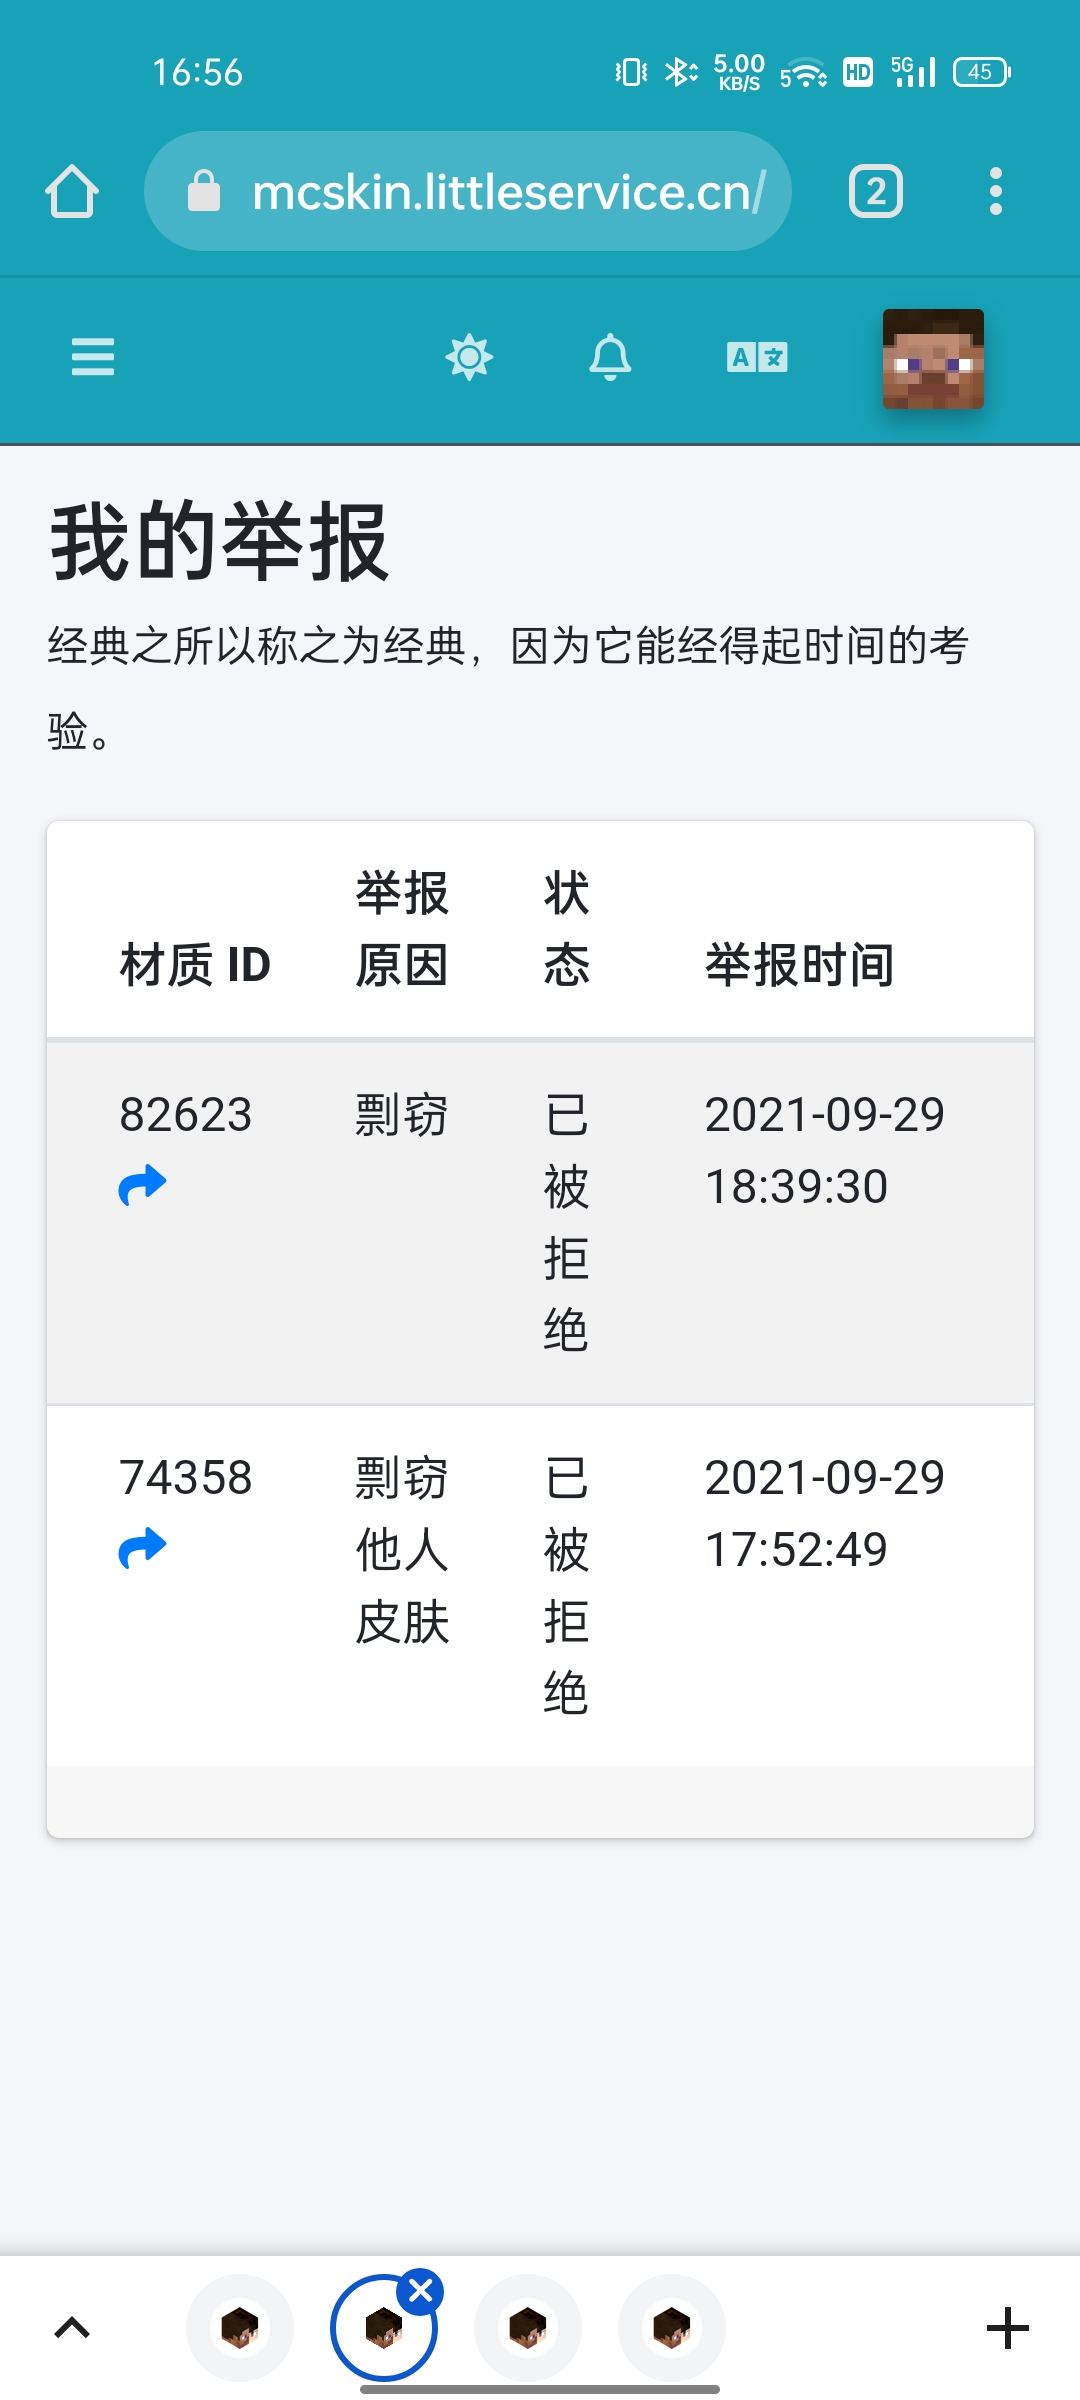 16:56
5.00
KB/S
5
HD
5G
45
mcskin.littleservice.cn/
2
A 文
我的举报
经典之所以称之为经典，因为它能经得起时间的考
验。
材质 ID
举报
原因
状
态
举报时间
82623
剽窃
已
被
拒
绝
2021-09-29
18:39:30
74358
剽窃
他人
皮肤
已
被
拒
绝
2021-09-29
17:52:49